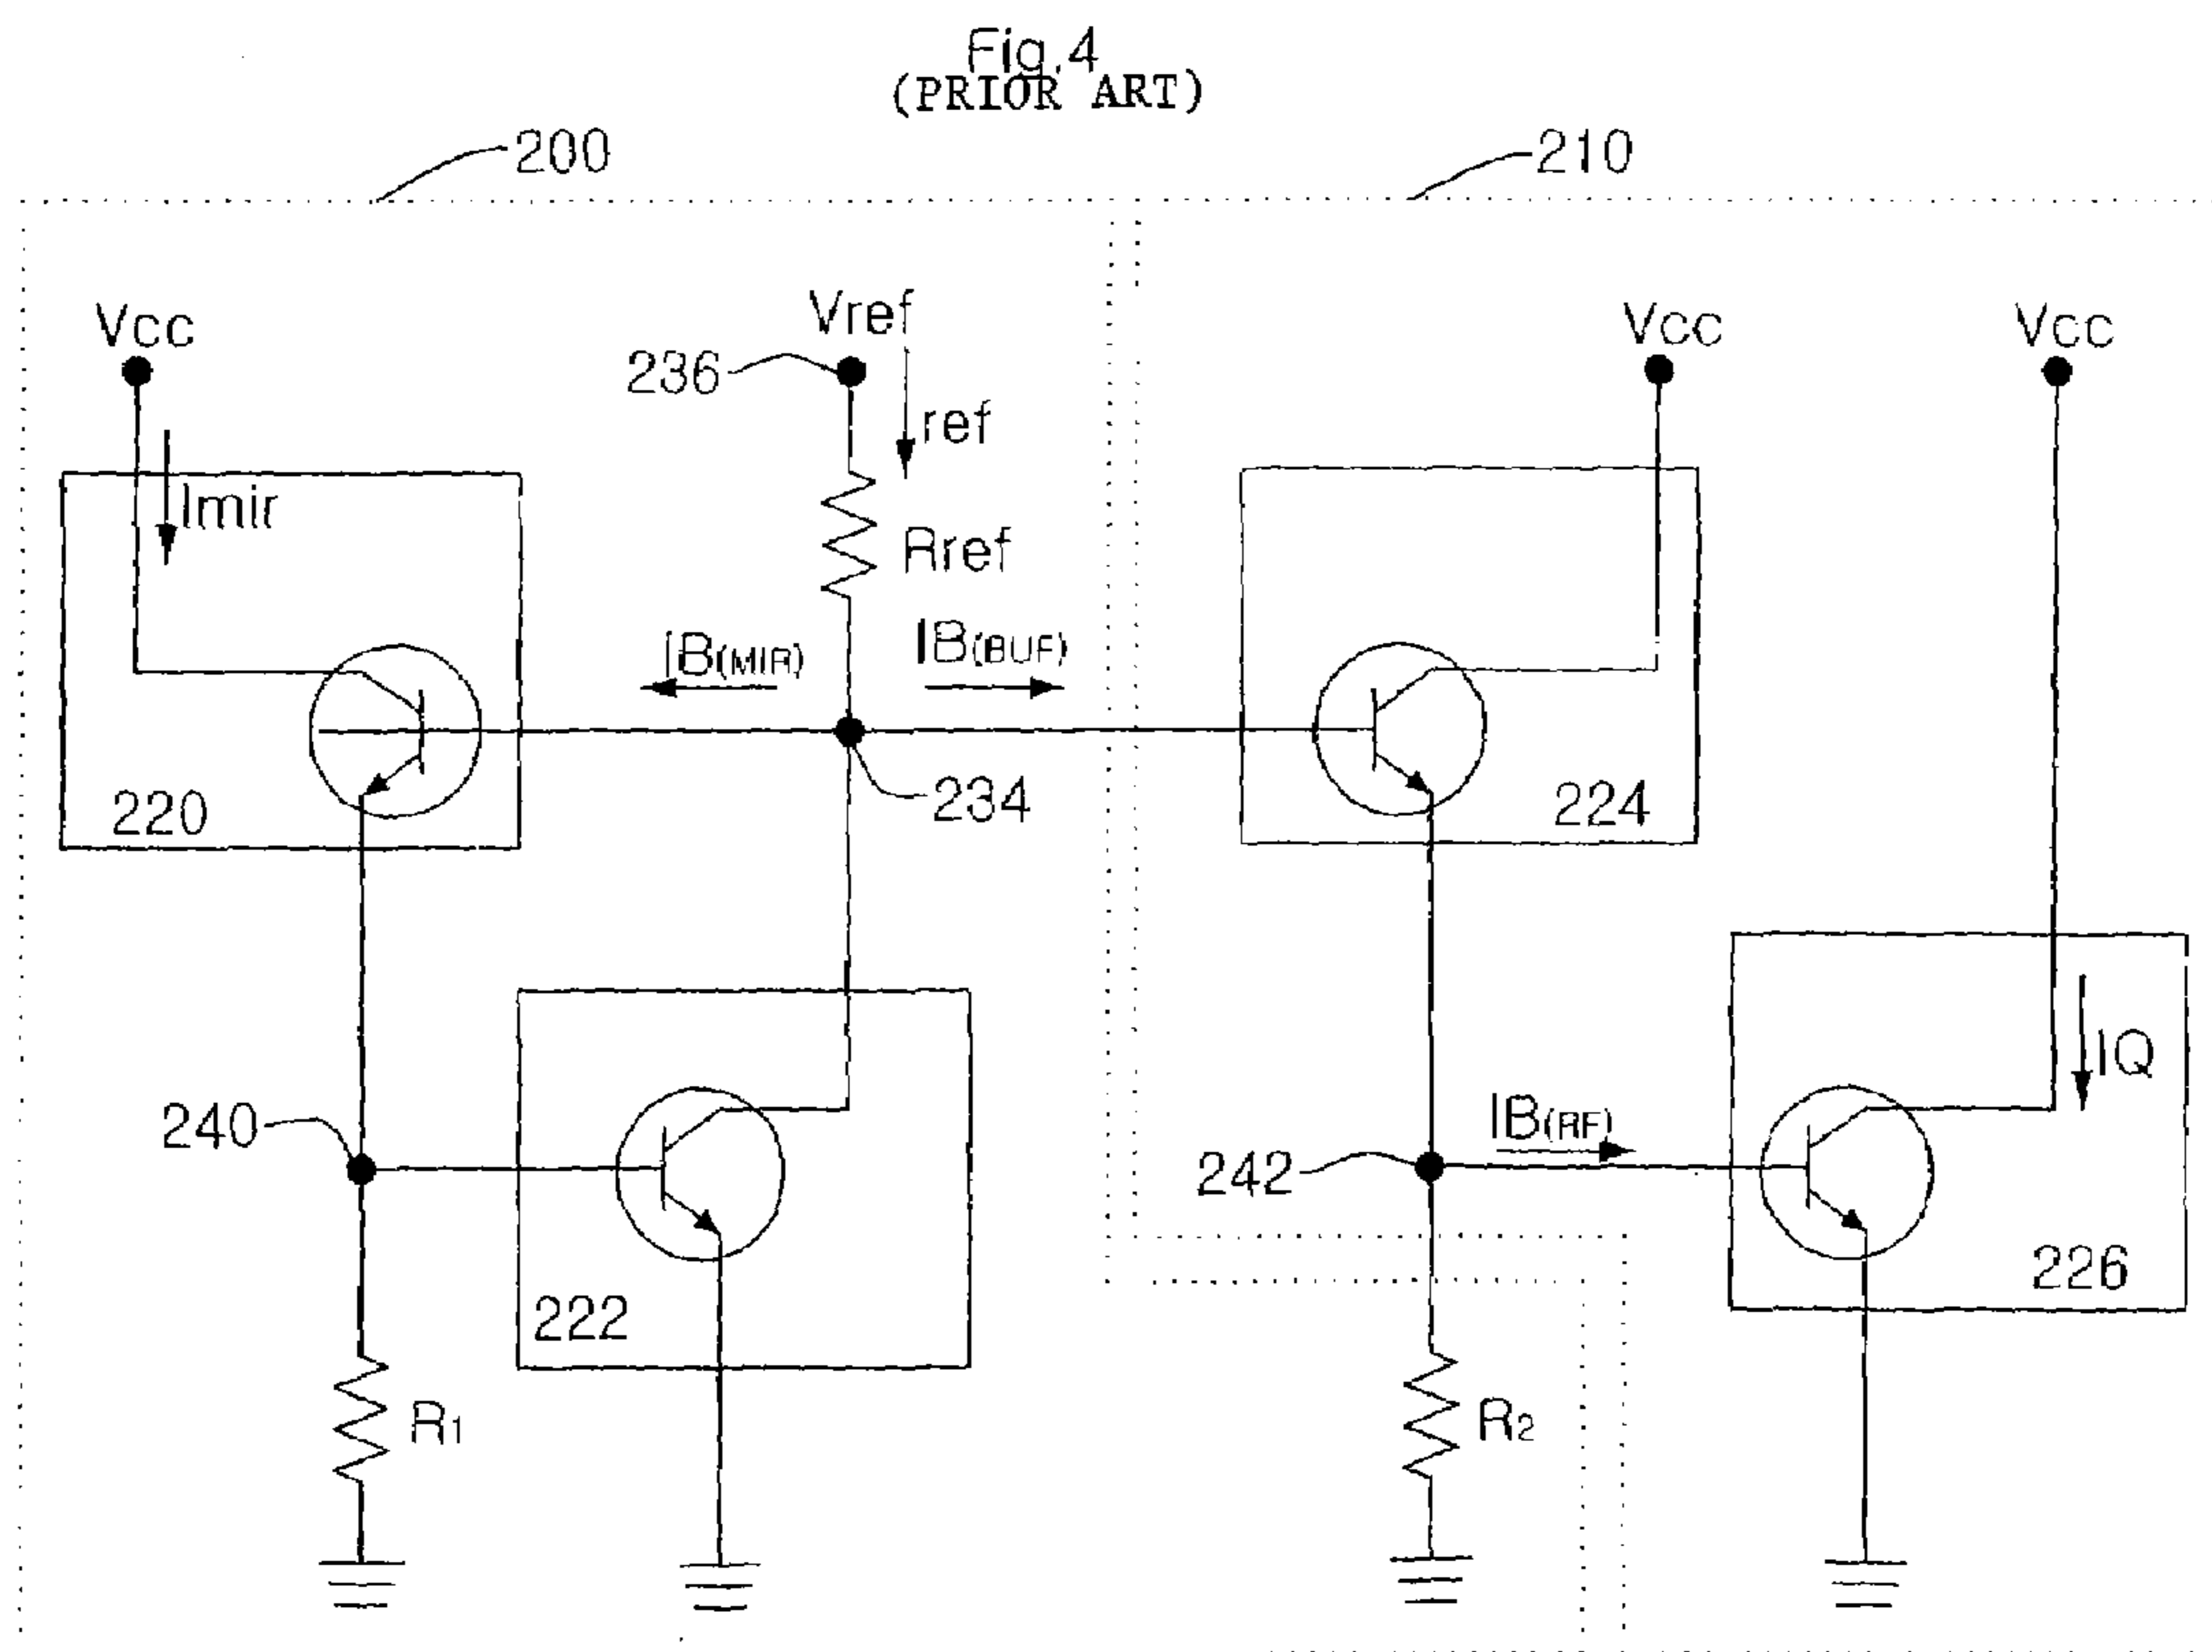 Fig.4
(PRIOR ART)
200
210
Vcc
Vref
Vcc
Vcc
236
ref
Imir
Rref
IB(MIR)
IB(BUF)
220
234
224
240
IB(RF)
IQ
242
222
226
R1
R2